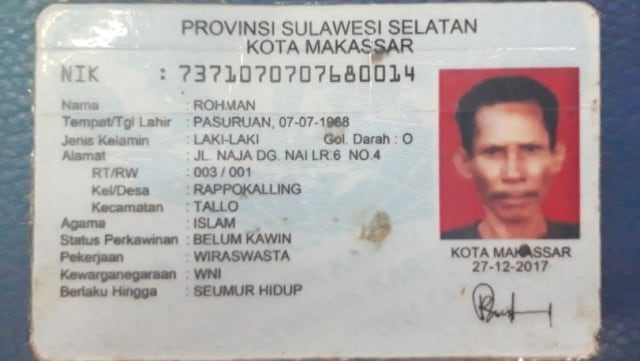 PROVINSI SULAWESI SELATAN
KOTA MAKASSAR
NIK : 7371070707680014
Nama : ROHMAN
Tempat/Tgl Lahir : PASURUAN, 07-07-1968
Jenis Kelamin : LAKI-LAKI Gol. Darah : O
Alamat : JL. NAJA DG. NAI LR.6 NO.4
RT/RW : 003 / 001
Kel/Desa : RAPPOKALLING
Kecamatan : TALLO
Agama : ISLAM
Status Perkawinan : BELUM KAWIN
Pekerjaan : WIRASWASTA
Kewarganegaraan : WNI
Berlaku Hingga : SEUMUR HIDUP
KOTA MAKASSAR
27-12-2017